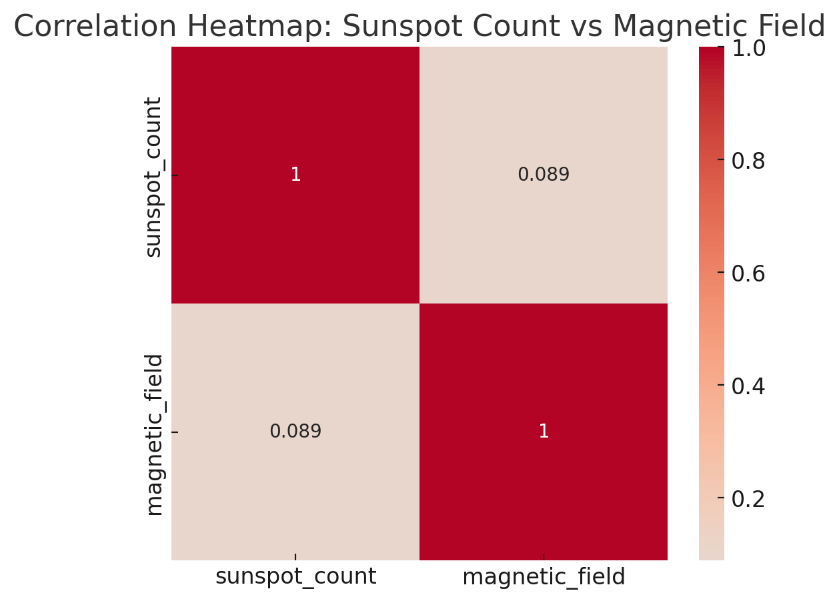 Correlation Heatmap: Sunspot Count vs Magnetic Field
sunspot_count
1
0.089
magnetic_field
0.089
1
sunspot_count
magnetic_field
1.0
0.8
0.6
0.4
0.2